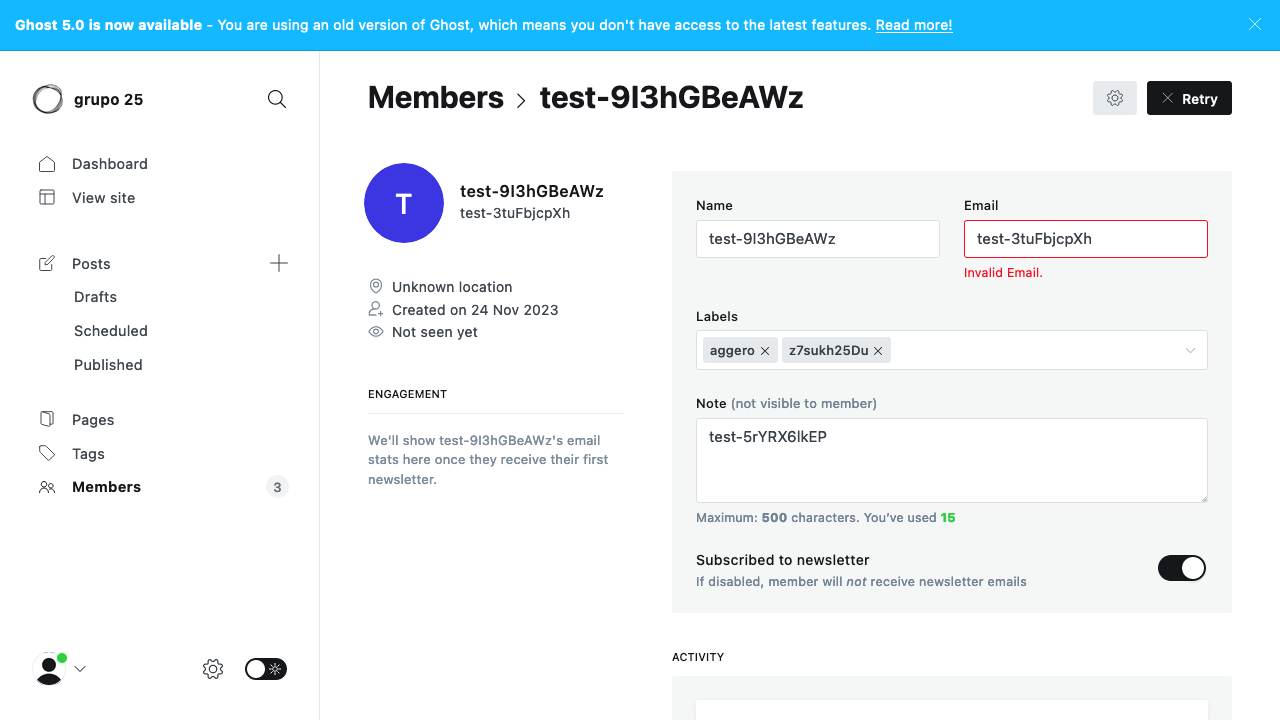 Ghost 5.0 is now available - You are using an old version of Ghost, which means you don't have access to the latest features. Read more!
grupo 25
Dashboard
View site
Posts
Drafts
Scheduled
Published
Pages
Tags
Members 3
Members > test-9I3hGBeAWz
Retry
T
test-9I3hGBeAWz
test-3tuFbjcpXh
Unknown location
Created on 24 Nov 2023
Not seen yet
ENGAGEMENT
We'll show test-9I3hGBeAWz's email
stats here once they receive their first
newsletter.
Name
test-9I3hGBeAWz
Email
test-3tuFbjcpXh
Invalid Email.
Labels
aggero z7sukh25Du
Note (not visible to member)
test-5rYRX6lkEP
Maximum: 500 characters. You’ve used 15
Subscribed to newsletter
If disabled, member will not receive newsletter emails
ACTIVITY